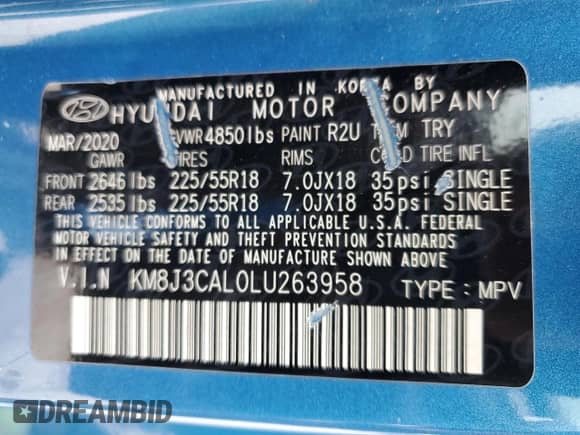 MANUFACTURED IN KOREA BY
HYUNDAI MOTOR COMPANY
MAR/2020 GVWR 4850lbs PAINT R2U TRIM TRY
GAWR TIRES RIMS COLD TIRE INFL
FRONT 2646lbs 225/55R18 7.0JX18 35psi SINGLE
REAR 2535lbs 225/55R18 7.0JX18 35psi SINGLE
THIS VEHICLE CONFORMS TO ALL APPLICABLE U.S.A. FEDERAL
MOTOR VEHICLE SAFETY AND THEFT PREVENTION STANDARDS
IN EFFECT ON THE DATE OF MANUFACTURE SHOWN ABOVE
V.I.N KM8J3CAL0LU263958 TYPE: MPV
DREAMBID